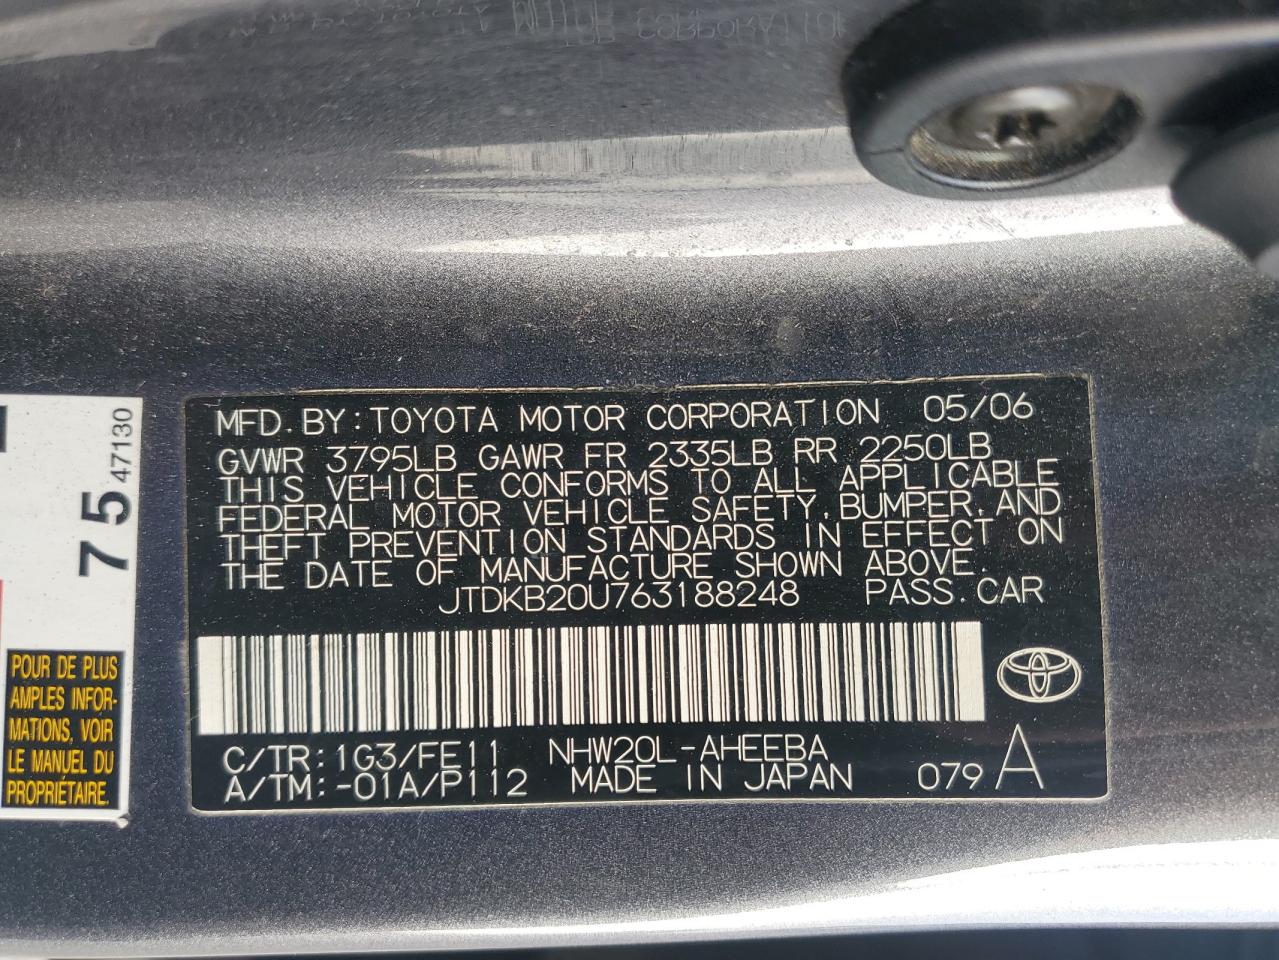 MFD. BY: TOYOTA MOTOR CORPORATION 05/06
GVWR 3795LB GAWR FR 2335LB RR 2250LB
THIS VEHICLE CONFORMS TO ALL APPLICABLE
FEDERAL MOTOR VEHICLE SAFETY, BUMPER, AND
THEFT PREVENTION STANDARDS IN EFFECT ON
THE DATE OF MANUFACTURE SHOWN ABOVE.
JTDKB20U763188248 PASS. CAR
C/TR: 1G3/FE11 NHW20L-AHEEBA
A/TM: -01A/P112 MADE IN JAPAN 079 A
75 47130
POUR DE PLUS
AMPLES INFOR-
MATIONS, VOIR
LE MANUEL DU
PROPRIÉTAIRE.